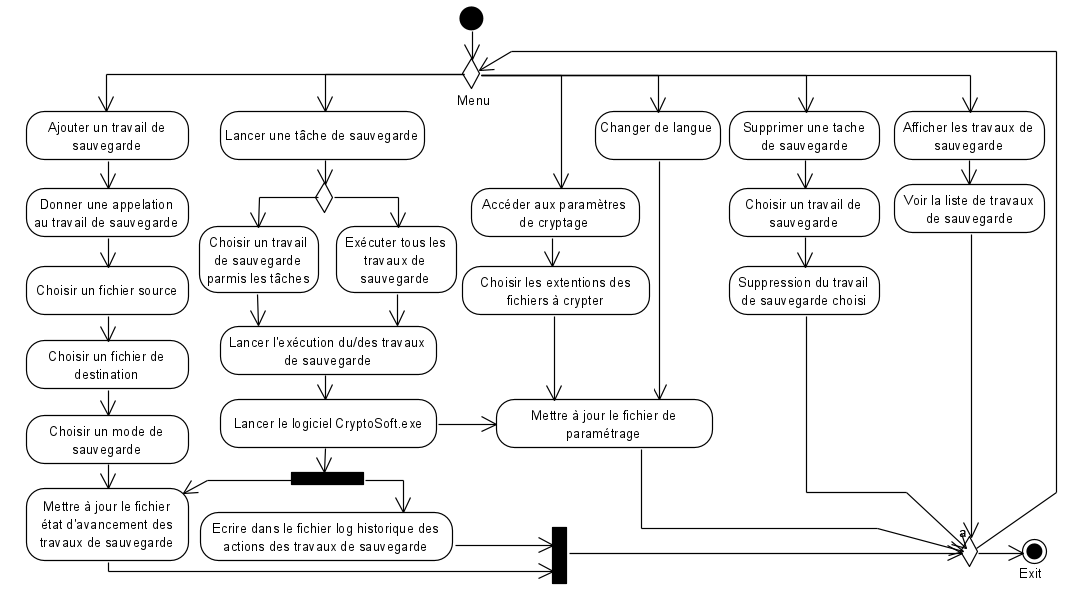 Menu
Ajouter un travail de
sauvegarde
Donner une appelation
au travail de sauvegarde
Choisir un fichier source
Choisir un fichier de
destination
Choisir un mode de
sauvegarde
Mettre à jour le fichier
état d'avancement des
travaux de sauvegarde
Lancer une tâche de sauvegarde
Choisir un travail
de sauvegarde
parmis les tâches
Exécuter tous les
travaux de
sauvegarde
Lancer l'exécution du/des travaux
de sauvegarde
Lancer le logiciel CryptoSoft.exe
Ecrire dans le fichier log historique des
actions des travaux de sauvegarde
Accéder aux paramètres
de cryptage
Choisir les extentions des
fichiers à crypter
Mettre à jour le fichier de
paramétrage
Changer de langue
Supprimer une tache
de sauvegarde
Choisir un travail de
sauvegarde
Suppression du travail
de sauvegarde choisi
Afficher les travaux de
sauvegarde
Voir la liste de travaux
de sauvegarde
a
Exit